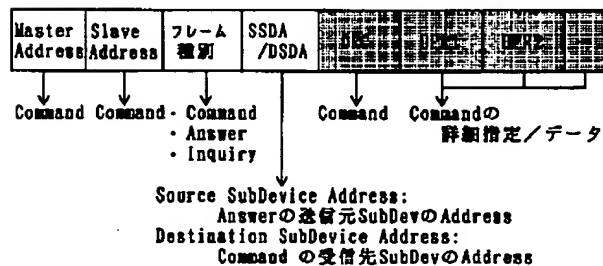 Master Address
Slave Address
フレーム種別
SSDA /DSDA
OPC
OPR1
OPR2
Command
Command
・Command
・Answer
・Inquiry
Command
Commandの
詳細指定/データ
Source SubDevice Address:
Answerの送信元SubDevのAddress
Destination SubDevice Address:
Command の受信先SubDevのAddress